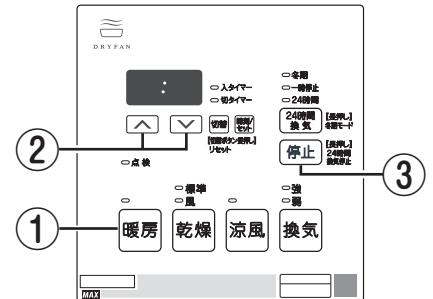 DRYFAN
:
入タイマー
切タイマー
冬期
一時停止
24時間
切替
時刻/セット
24時間
換気
【長押し】
冬期モード
【切替ボタン長押し】
リセット
停止
【長押し】
24時間
換気停止
②
③
点検
標準
風
強
弱
①
暖房
乾燥
涼風
換気
MAX